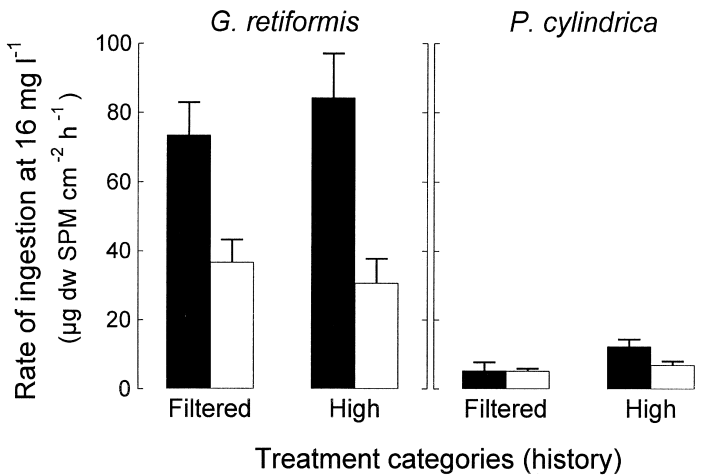 G. retiformis P. cylindrica
Rate of ingestion at 16 mg l⁻¹
(µg dw SPM cm⁻² h⁻¹)
100
80
60
40
20
0
Filtered High Filtered High
Treatment categories (history)